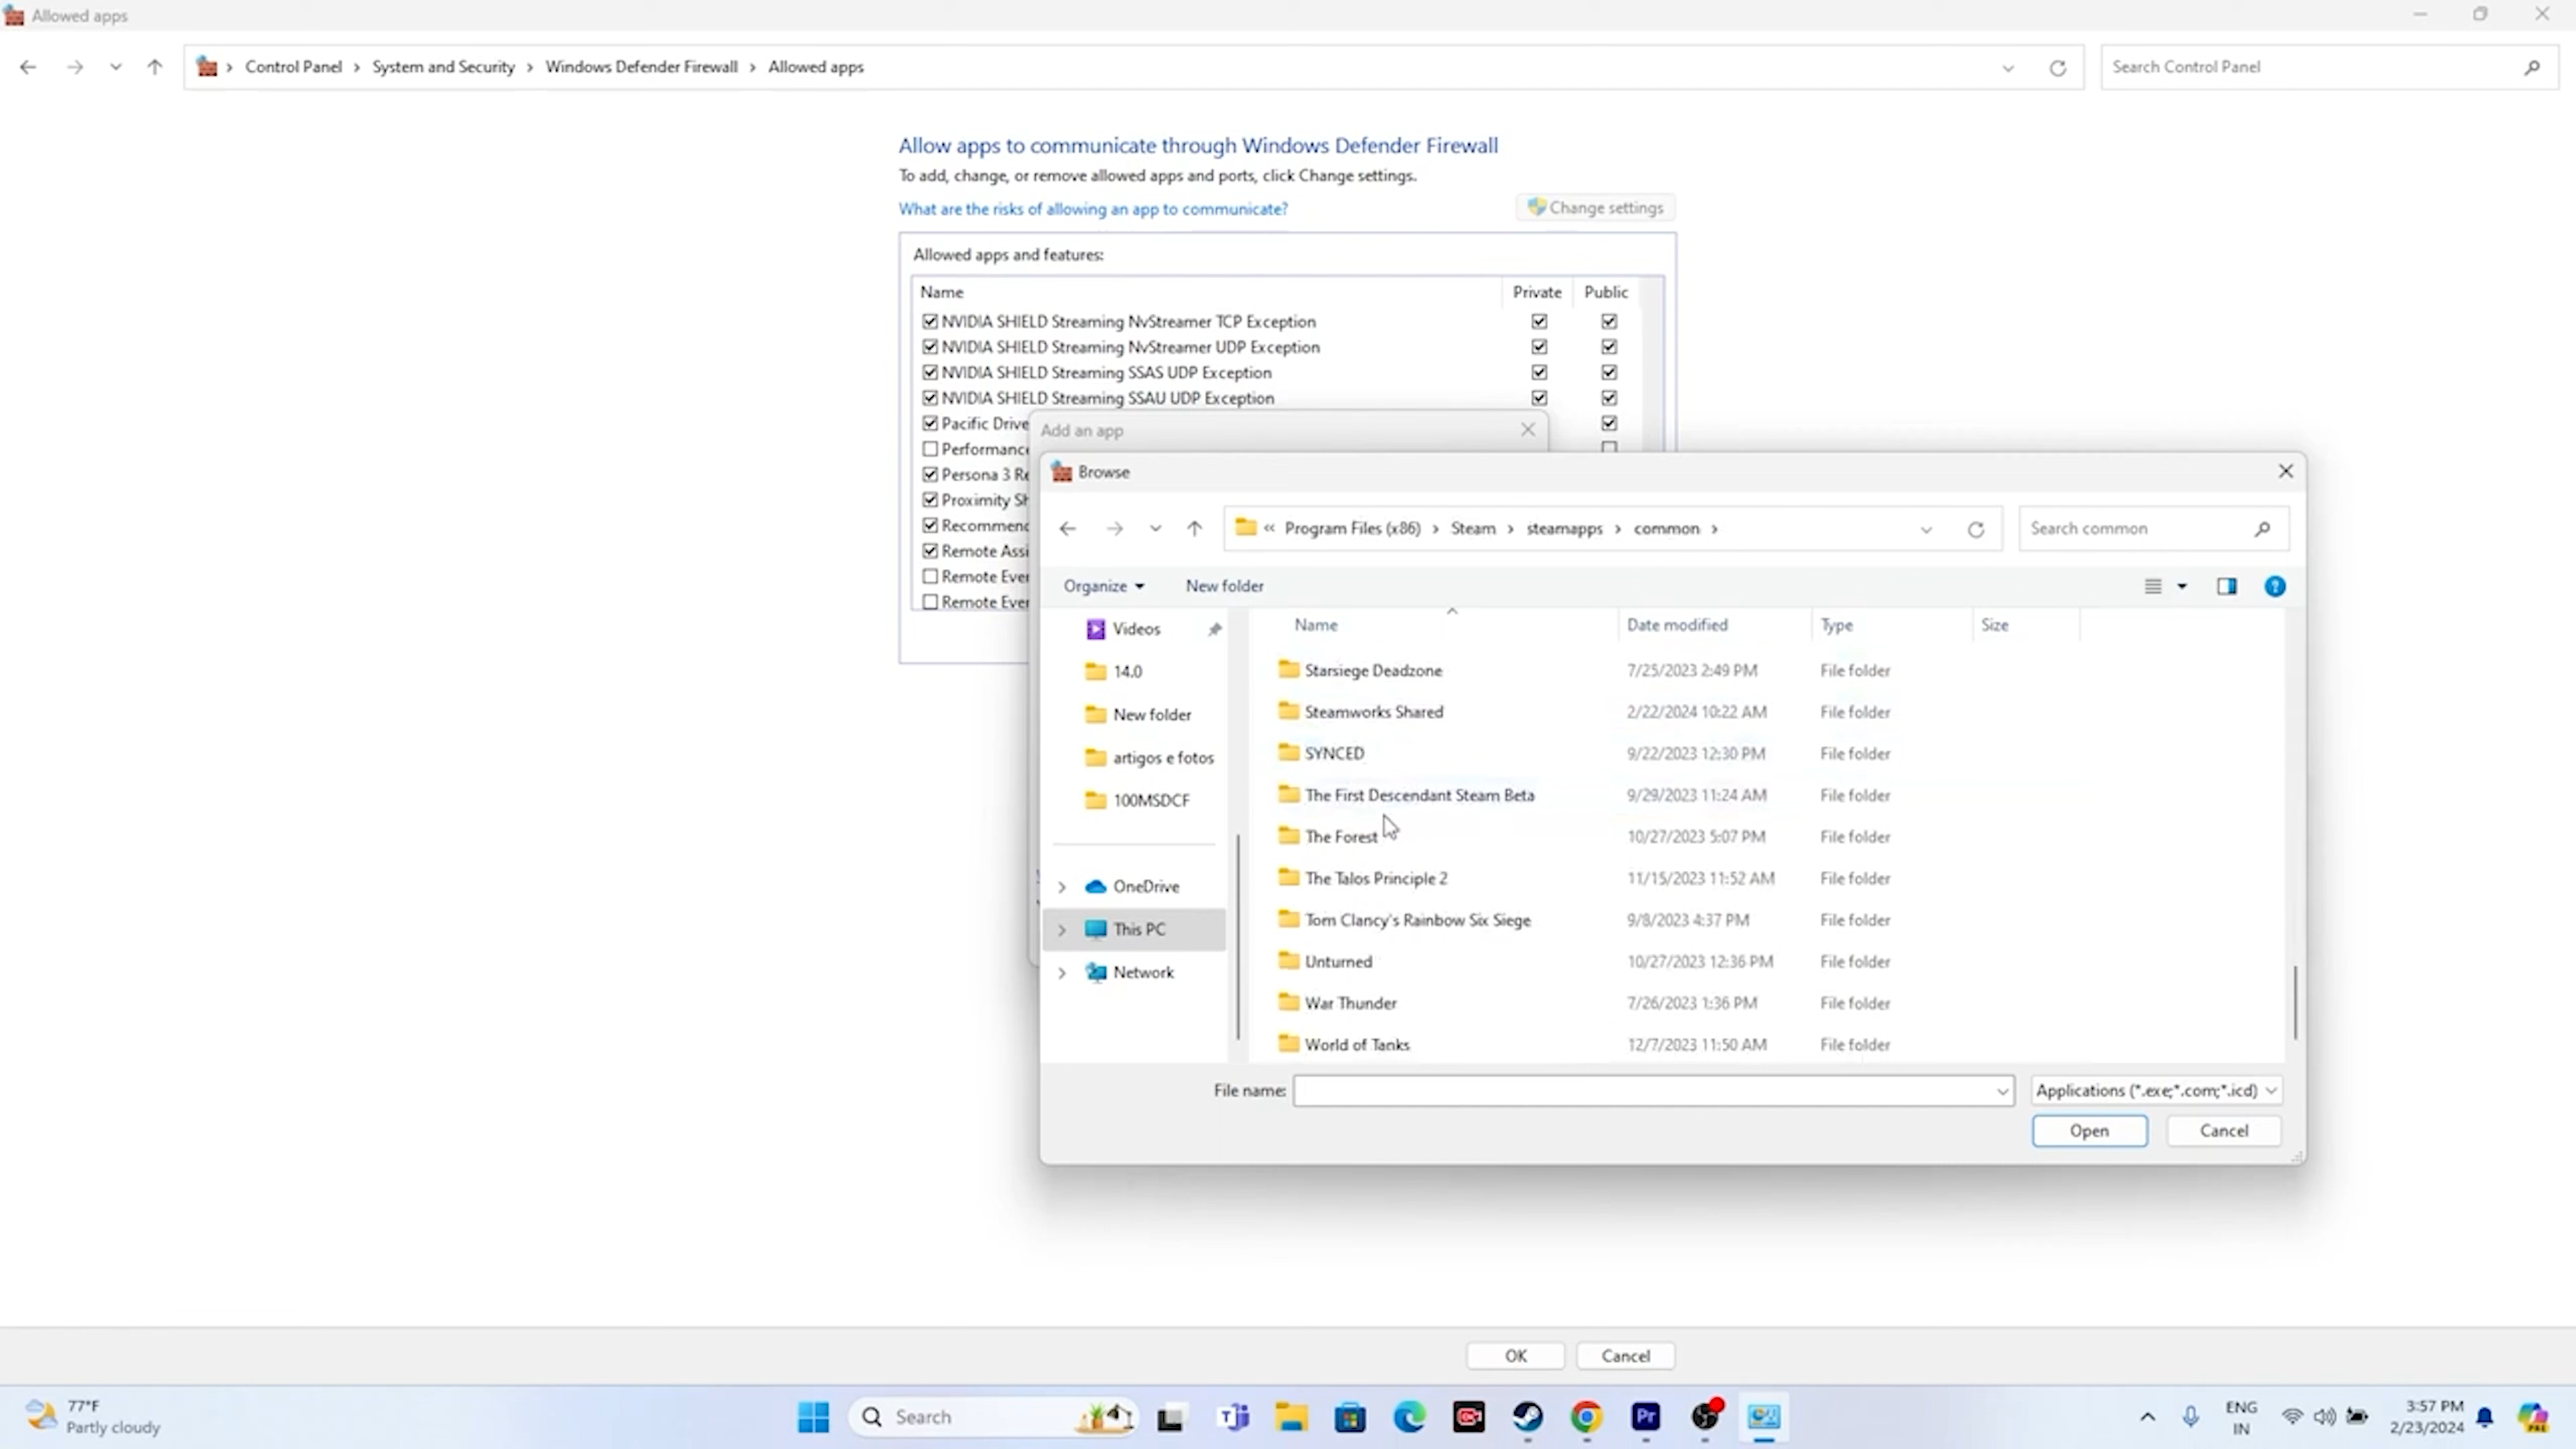 Allowed apps
Control Panel > System and Security > Windows Defender Firewall > Allowed apps
Search Control Panel
Allow apps to communicate through Windows Defender Firewall
To add, change, or remove allowed apps and ports, click Change settings.
What are the risks of allowing an app to communicate?
Change settings
Allowed apps and features:
Name Private Public
NVIDIA SHIELD Streaming NvStreamer TCP Exception
NVIDIA SHIELD Streaming NvStreamer UDP Exception
NVIDIA SHIELD Streaming SSAS UDP Exception
NVIDIA SHIELD Streaming SSAU UDP Exception
Pacific Drive
Performance
Persona 3 Re
Proximity Sh
Recommend
Remote Assi
Remote Ever
Remote Ever
Add an app
Browse
« Program Files (x86) > Steam > steamapps > common >
Search common
Organize New folder
Videos
14.0
New folder
artigos e fotos
100MSDCF
OneDrive
This PC
Network
Name Date modified Type Size
Starsiege Deadzone 7/25/2023 2:49 PM File folder
Steamworks Shared 2/22/2024 10:22 AM File folder
SYNCED 9/22/2023 12:30 PM File folder
The First Descendant Steam Beta 9/29/2023 11:24 AM File folder
The Forest 10/27/2023 5:07 PM File folder
The Talos Principle 2 11/15/2023 11:52 AM File folder
Tom Clancy's Rainbow Six Siege 9/8/2023 4:37 PM File folder
Unturned 10/27/2023 12:36 PM File folder
War Thunder 7/26/2023 1:36 PM File folder
World of Tanks 12/7/2023 11:50 AM File folder
File name:
Applications (*.exe;*.com;*.icd)
Open Cancel
OK Cancel
77°F
Partly cloudy
Search
Pr
ENG
IN
3:57 PM
2/23/2024
PRE